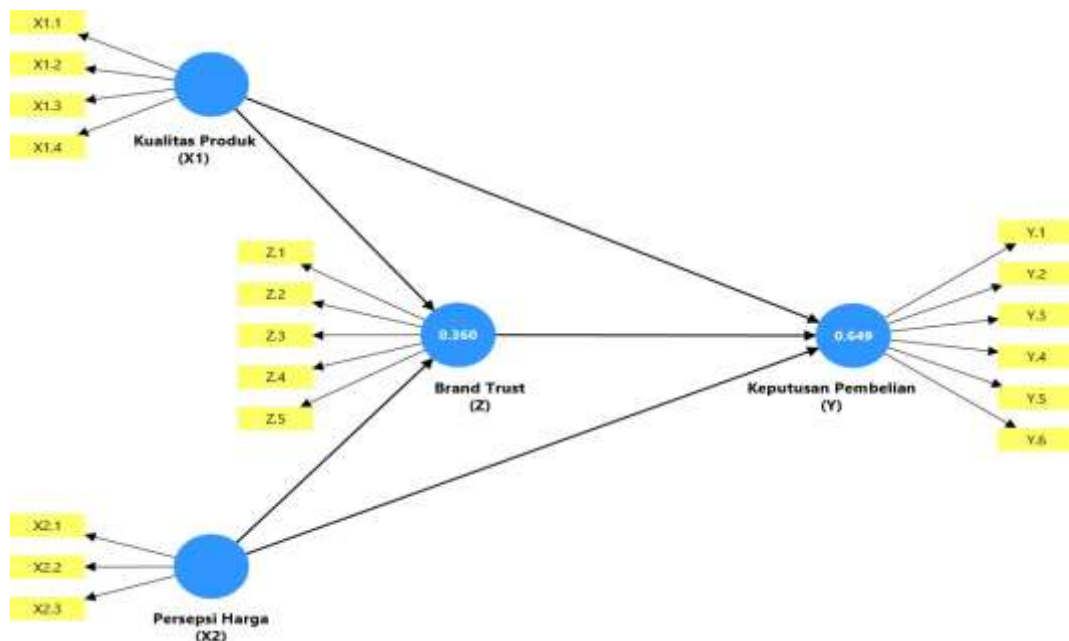 X1.1
X1.2
X1.3
X1.4
Kualitas Produk
(X1)
Z.1
Z.2
Z.3
Z.4
Z.5
0.360
Brand Trust
(Z)
Y.1
Y.2
Y.3
Y.4
Y.5
Y.6
0.649
Keputusan Pembelian
(Y)
X2.1
X2.2
X2.3
Persepsi Harga
(X2)